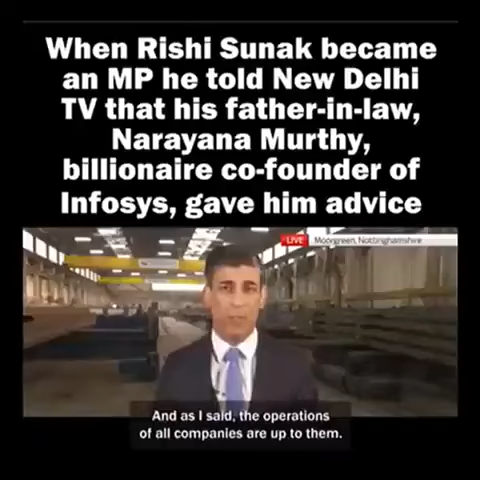 When Rishi Sunak became
an MP he told New Delhi
TV that his father-in-law,
Narayana Murthy,
billionaire co-founder of
Infosys, gave him advice
LIVE Moorgreen, Nottinghamshire
And as I said, the operations
of all companies are up to them.